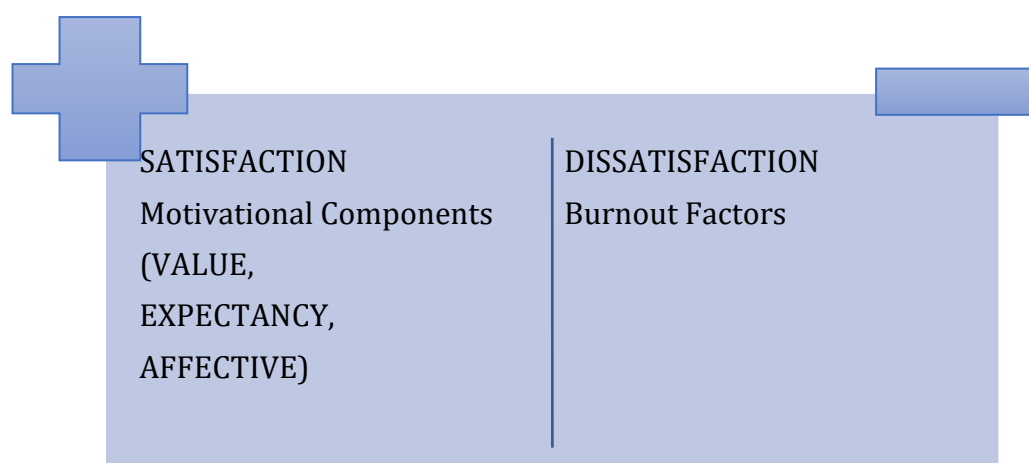 SATISFACTION
Motivational Components
(VALUE,
EXPECTANCY,
AFFECTIVE)
DISSATISFACTION
Burnout Factors